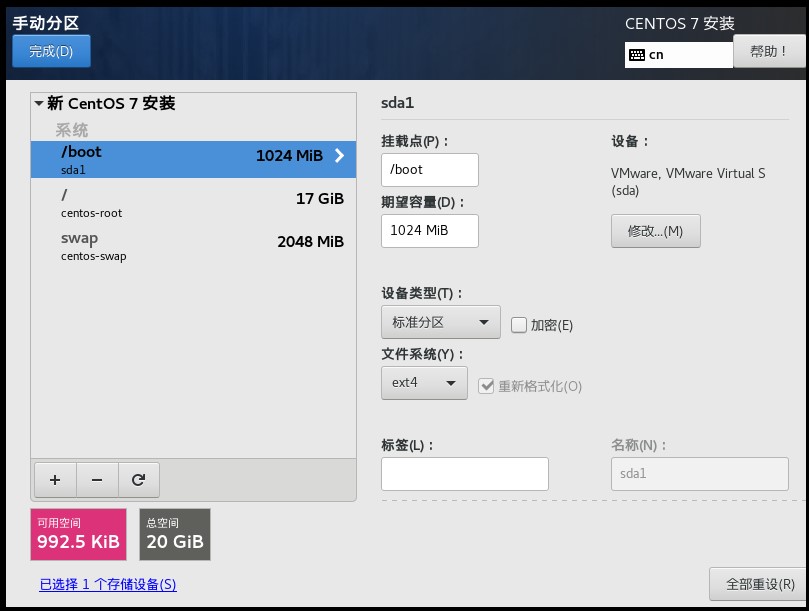 手动分区
CENTOS 7 安装
完成(D)
cn
帮助！
新 CentOS 7 安装
系统
/boot
1024 MiB
sda1
/
17 GiB
centos-root
swap
2048 MiB
centos-swap
sda1
挂载点(P)：
/boot
期望容量(D)：
1024 MiB
设备：
VMware, VMware Virtual S
(sda)
修改...(M)
设备类型(T)：
标准分区
加密(E)
文件系统(Y)：
ext4
重新格式化(O)
标签(L)：
名称(N)：
sda1
可用空间
992.5 KiB
总空间
20 GiB
已选择 1 个存储设备(S)
全部重设(R)